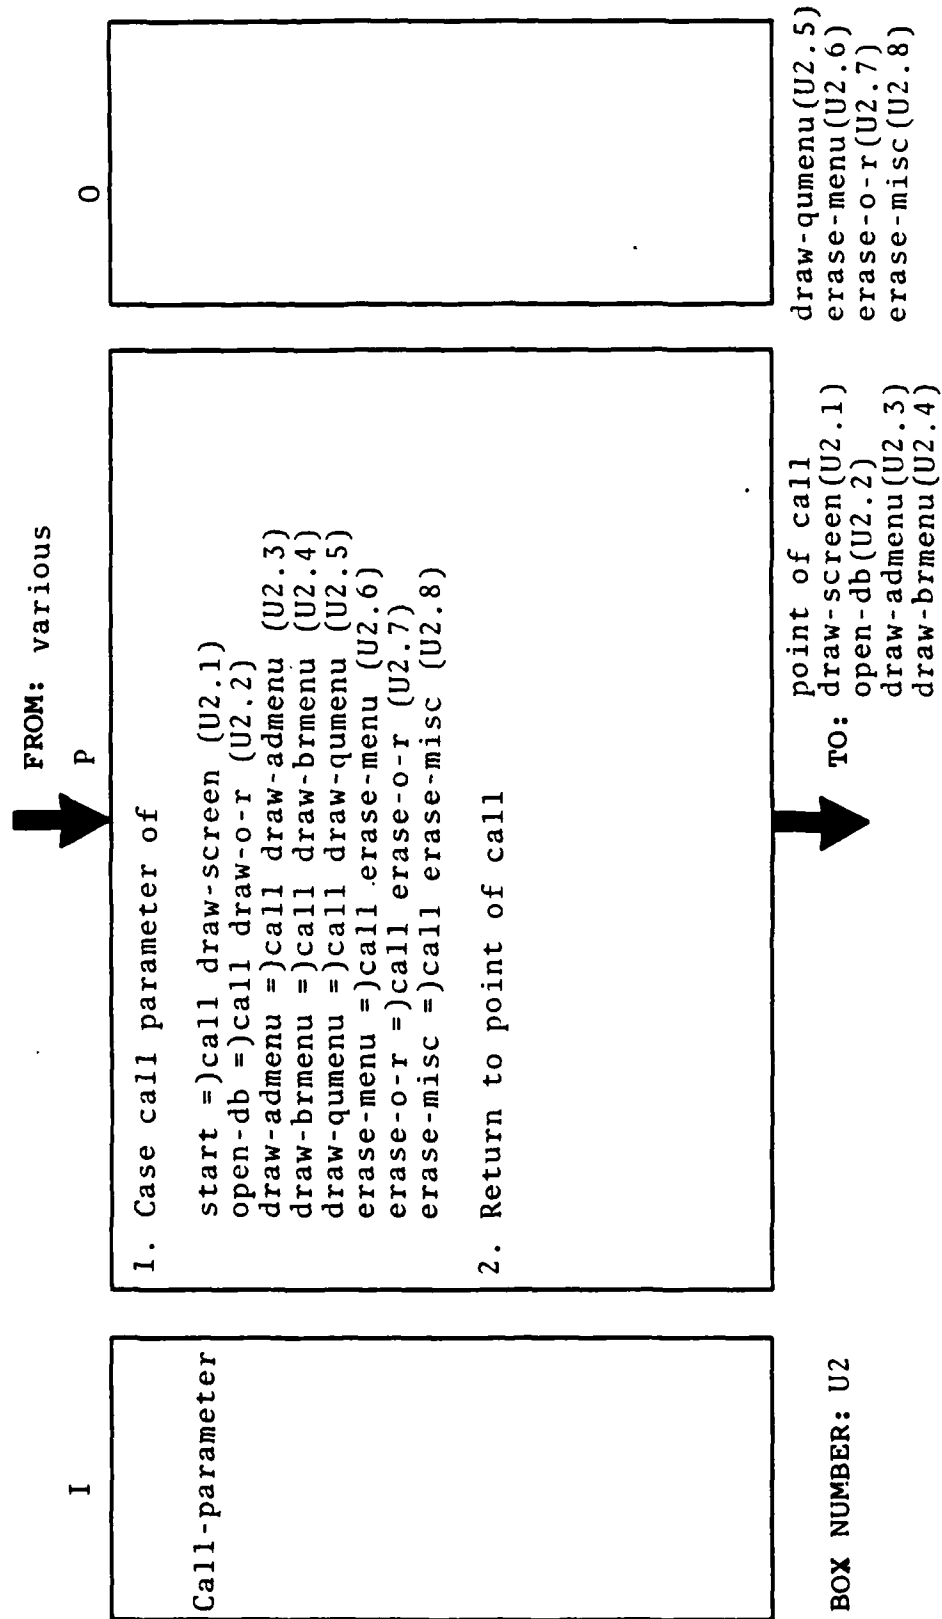 FROM: various
I
P
O
Call-parameter
1. Case call parameter of
start =)call draw-screen (U2.1)
open-db =)call draw-o-r (U2.2)
draw-admenu =)call draw-admenu (U2.3)
draw-brmenu =)call draw-brmenu (U2.4)
draw-qumenu =)call draw-qumenu (U2.5)
erase-menu =)call erase-menu (U2.6)
erase-o-r =)call erase-o-r (U2.7)
erase-misc =)call erase-misc (U2.8)
2. Return to point of call
BOX NUMBER: U2
TO:
point of call
draw-screen(U2.1)
open-db(U2.2)
draw-admenu(U2.3)
draw-brmenu(U2.4)
draw-qumenu(U2.5)
erase-menu(U2.6)
erase-o-r(U2.7)
erase-misc(U2.8)